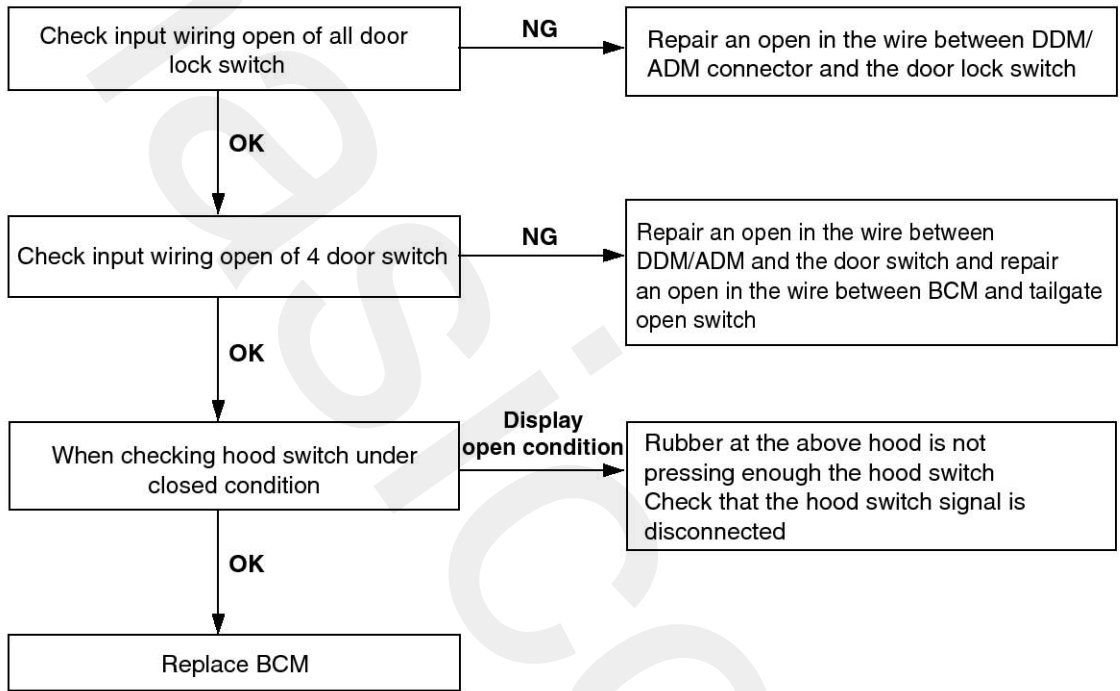 Check input wiring open of all door
lock switch
NG
Repair an open in the wire between DDM/
ADM connector and the door lock switch
OK
Check input wiring open of 4 door switch
NG
Repair an open in the wire between
DDM/ADM and the door switch and repair
an open in the wire between BCM and tailgate
open switch
OK
When checking hood switch under
closed condition
Display
open condition
Rubber at the above hood is not
pressing enough the hood switch
Check that the hood switch signal is
disconnected
OK
Replace BCM